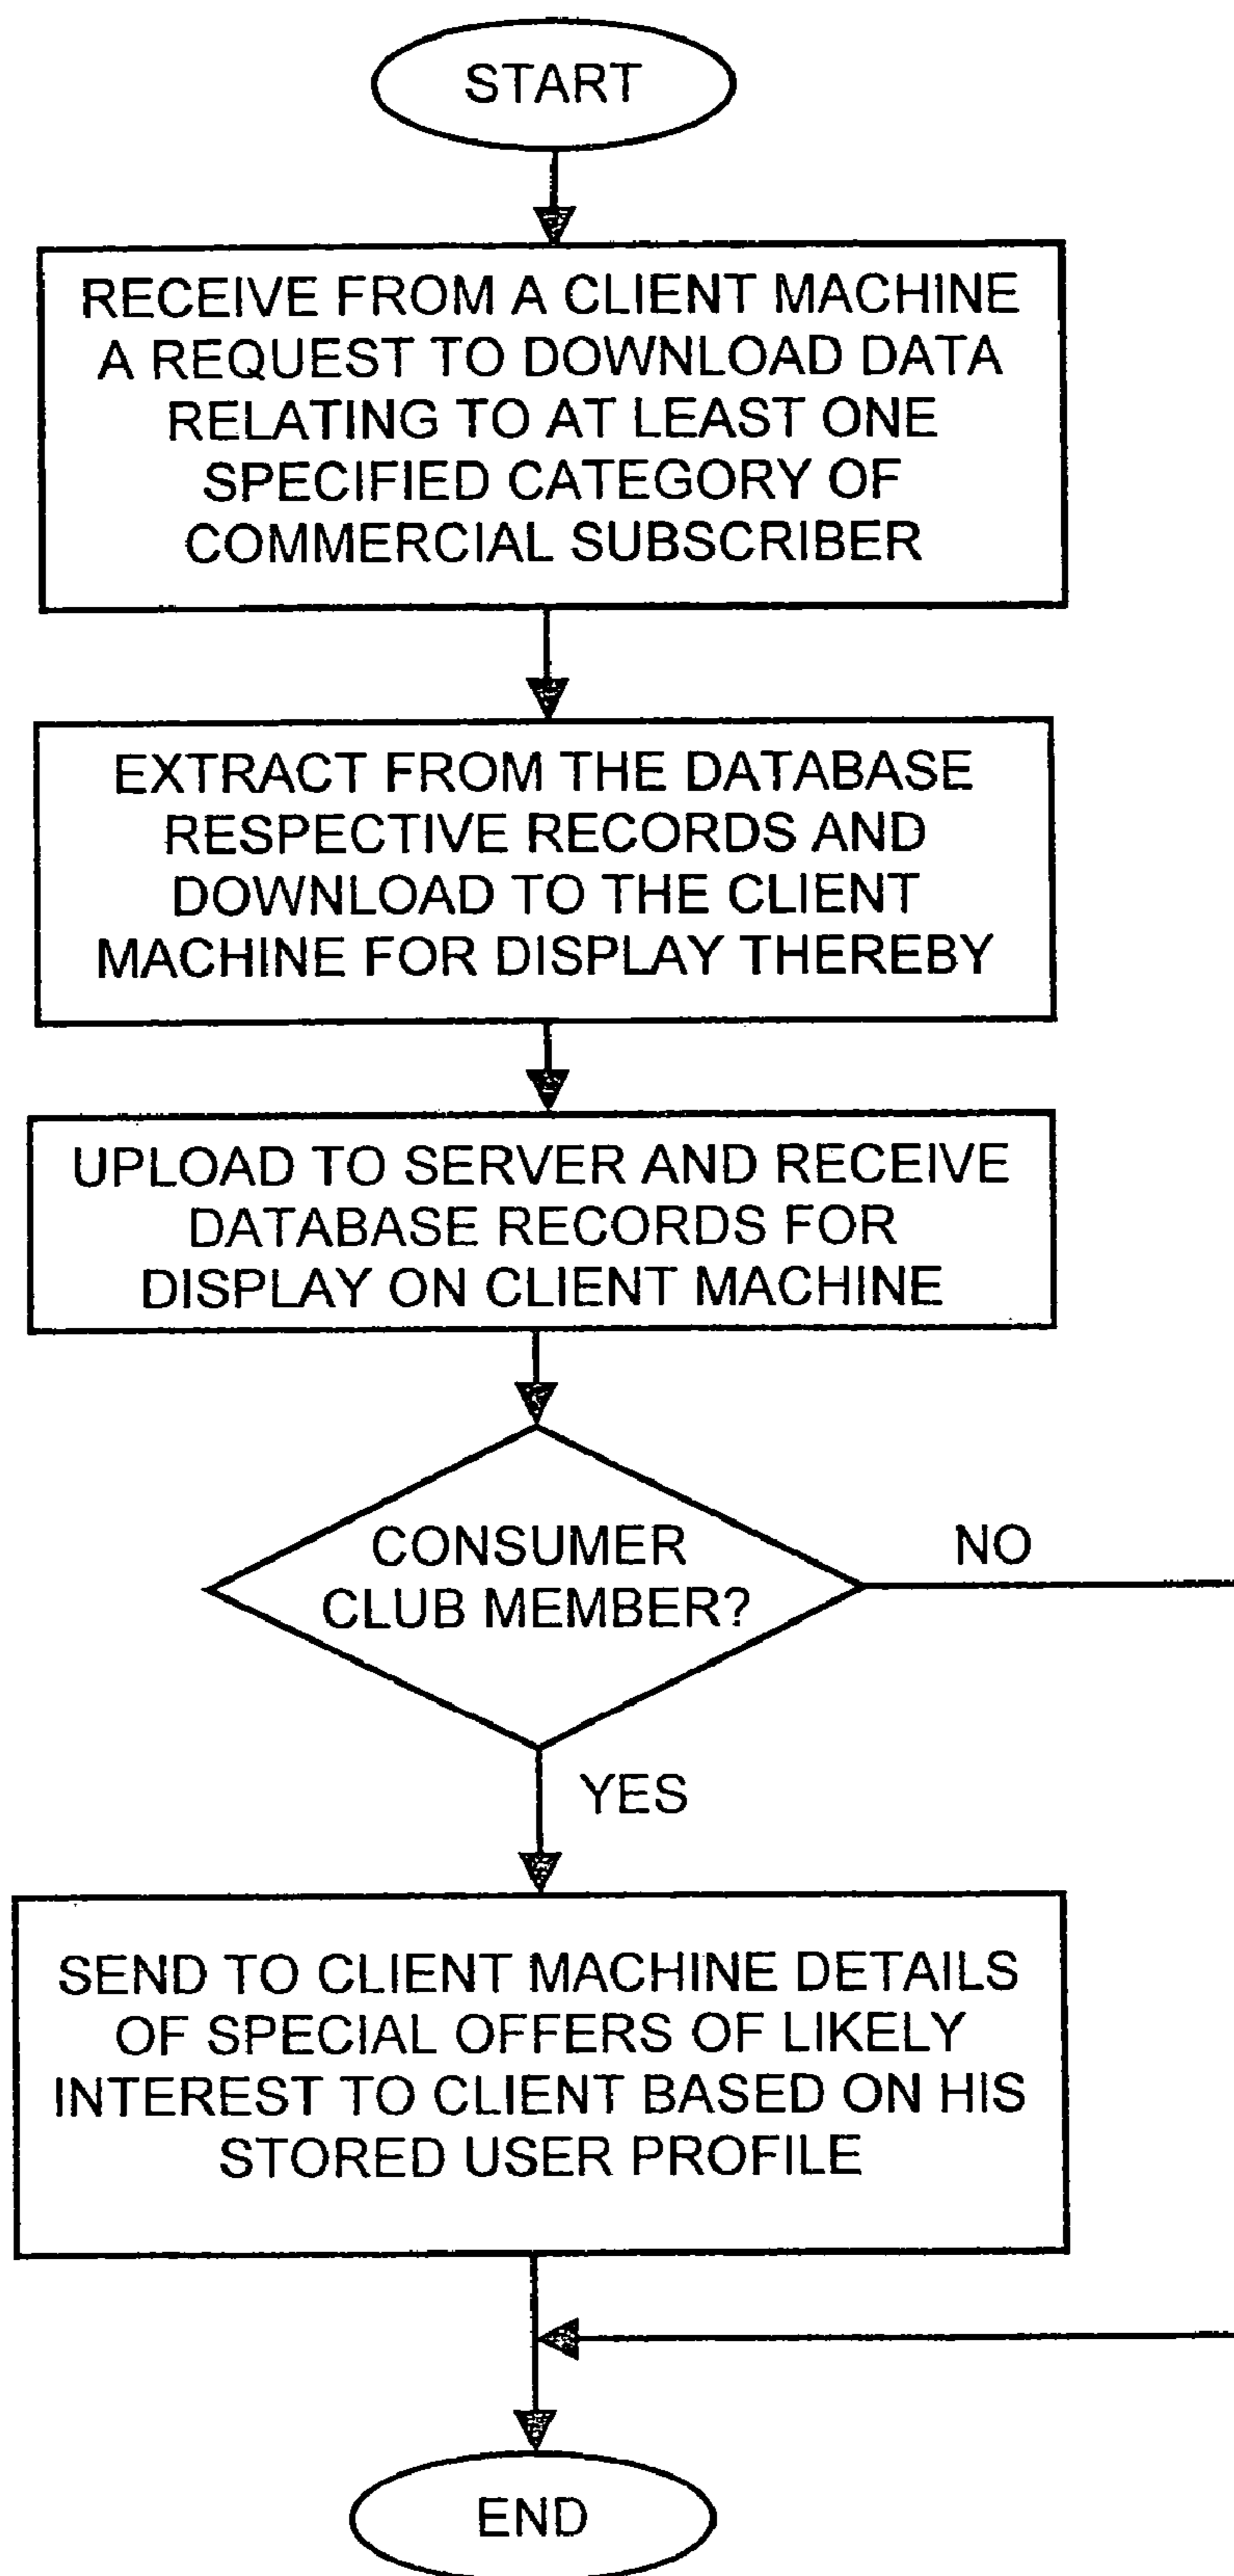 START
RECEIVE FROM A CLIENT MACHINE
A REQUEST TO DOWNLOAD DATA
RELATING TO AT LEAST ONE
SPECIFIED CATEGORY OF
COMMERCIAL SUBSCRIBER
EXTRACT FROM THE DATABASE
RESPECTIVE RECORDS AND
DOWNLOAD TO THE CLIENT
MACHINE FOR DISPLAY THEREBY
UPLOAD TO SERVER AND RECEIVE
DATABASE RECORDS FOR
DISPLAY ON CLIENT MACHINE
CONSUMER
CLUB MEMBER?
NO
YES
SEND TO CLIENT MACHINE DETAILS
OF SPECIAL OFFERS OF LIKELY
INTEREST TO CLIENT BASED ON HIS
STORED USER PROFILE
END